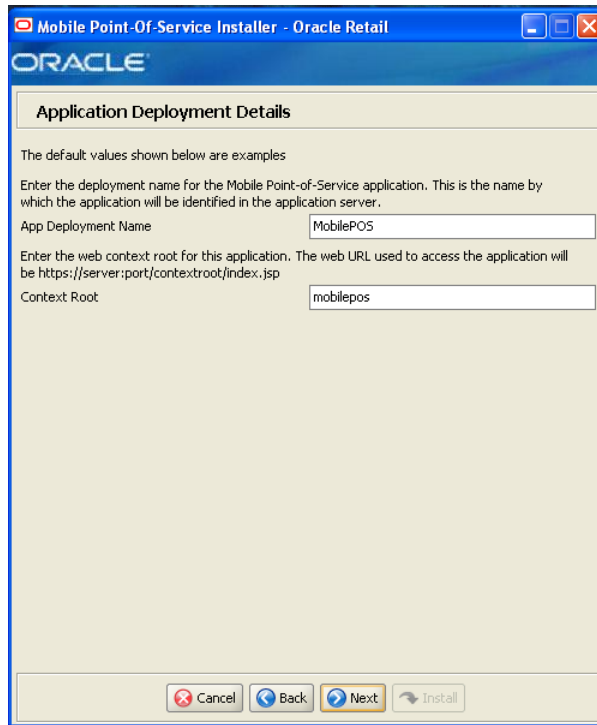 Mobile Point-Of-Service Installer - Oracle Retail
ORACLE
Application Deployment Details
The default values shown below are examples
Enter the deployment name for the Mobile Point-of-Service application. This is the name by
which the application will be identified in the application server.
App Deployment Name MobilePOS
Enter the web context root for this application. The web URL used to access the application will
be https://server:port/contextroot/index.jsp
Context Root mobilepos
Cancel Back Next Install